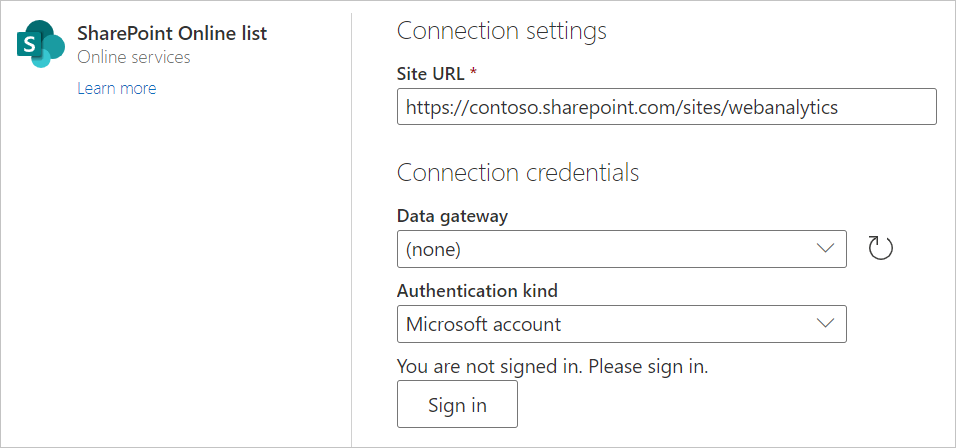 S
SharePoint Online list
Online services
Learn more
Connection settings
Site URL *
https://contoso.sharepoint.com/sites/webanalytics
Connection credentials
Data gateway
(none)
Authentication kind
Microsoft account
You are not signed in. Please sign in.
Sign in